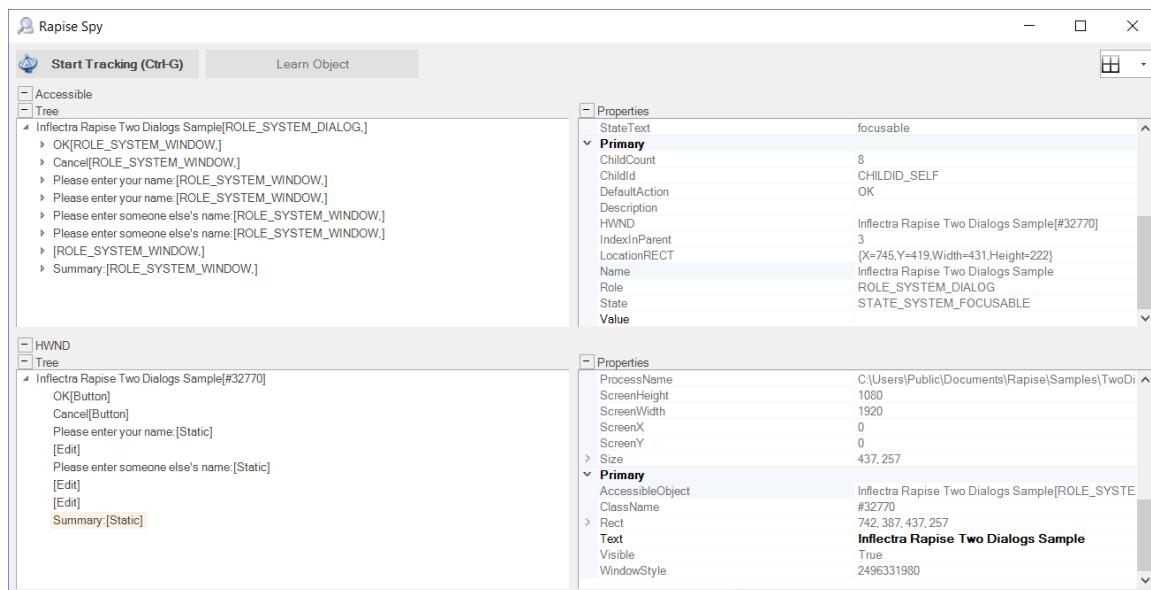 Rapise Spy
Start Tracking (Ctrl-G) Learn Object
Accessible
Tree
Inflectra Rapise Two Dialogs Sample[ROLE_SYSTEM_DIALOG,]
OK[ROLE_SYSTEM_WINDOW,]
Cancel[ROLE_SYSTEM_WINDOW,]
Please enter your name:[ROLE_SYSTEM_WINDOW,]
Please enter your name:[ROLE_SYSTEM_WINDOW,]
Please enter someone else's name:[ROLE_SYSTEM_WINDOW,]
Please enter someone else's name:[ROLE_SYSTEM_WINDOW,]
[ROLE_SYSTEM_WINDOW,]
Summary:[ROLE_SYSTEM_WINDOW,]
Properties
StateText focusable
Primary
ChildCount 8
ChildId CHILDID_SELF
DefaultAction OK
Description
HWND Inflectra Rapise Two Dialogs Sample[#32770]
IndexInParent 3
LocationRECT {X=745,Y=419,Width=431,Height=222}
Name Inflectra Rapise Two Dialogs Sample
Role ROLE_SYSTEM_DIALOG
State STATE_SYSTEM_FOCUSABLE
Value
HWND
Tree
Inflectra Rapise Two Dialogs Sample[#32770]
OK[Button]
Cancel[Button]
Please enter your name:[Static]
[Edit]
Please enter someone else's name:[Static]
[Edit]
[Edit]
Summary:[Static]
Properties
ProcessName C:\Users\Public\Documents\Rapise\Samples\TwoDi
ScreenHeight 1080
ScreenWidth 1920
ScreenX 0
ScreenY 0
Size 437, 257
Primary
AccessibleObject Inflectra Rapise Two Dialogs Sample[ROLE_SYSTE
ClassName #32770
Rect 742, 387, 437, 257
Text Inflectra Rapise Two Dialogs Sample
Visible True
WindowStyle 2496331980